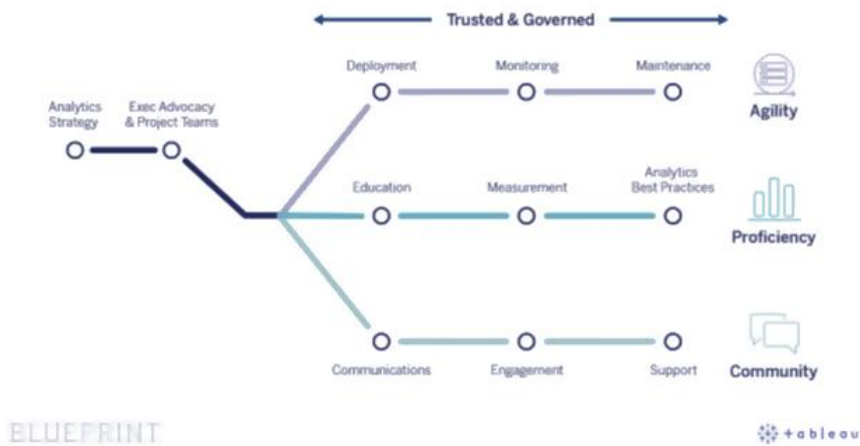 Trusted & Governed
Deployment
Monitoring
Maintenance
Agility
Analytics
Strategy
Exec Advocacy
& Project Teams
Education
Measurement
Analytics
Best Practices
Proficiency
Communications
Engagement
Support
Community
BLUEPRINT
+ableau